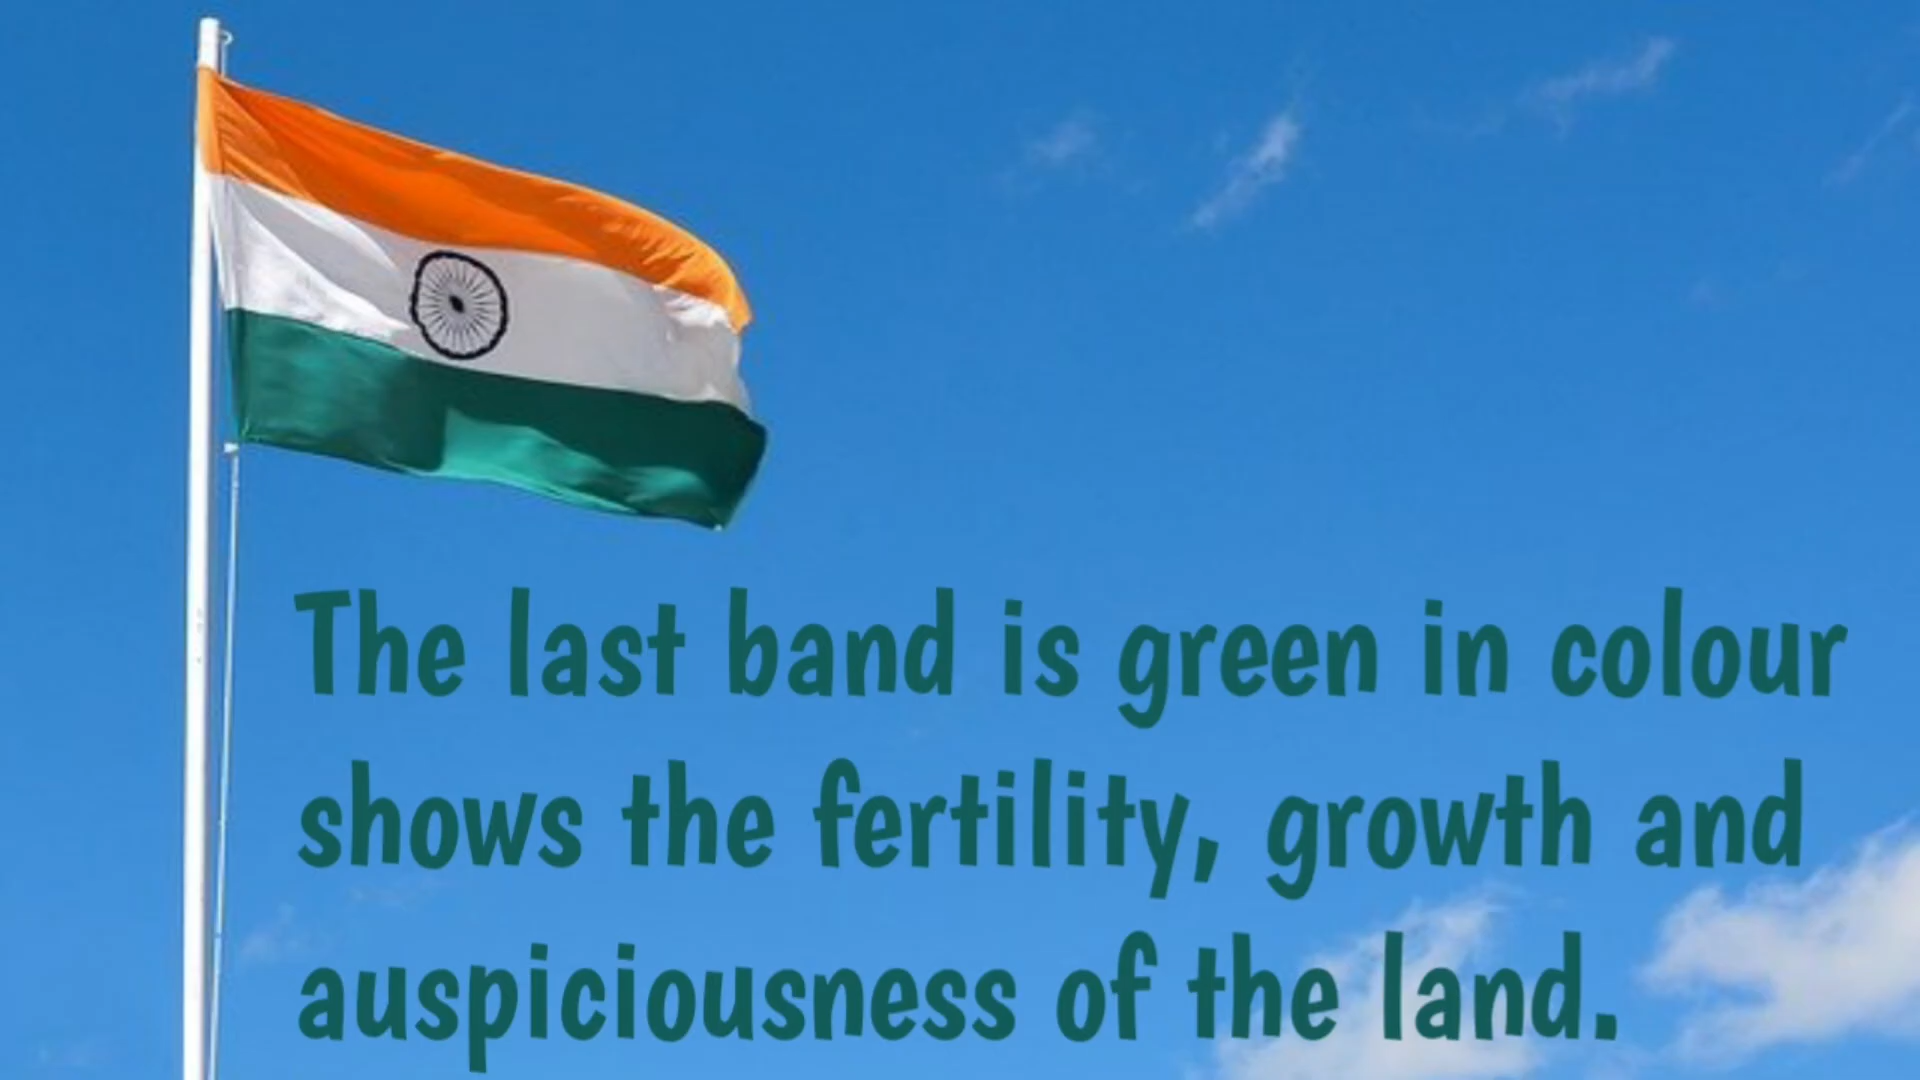 The last band is green in colour
shows the fertility, growth and
auspiciousness of the land.